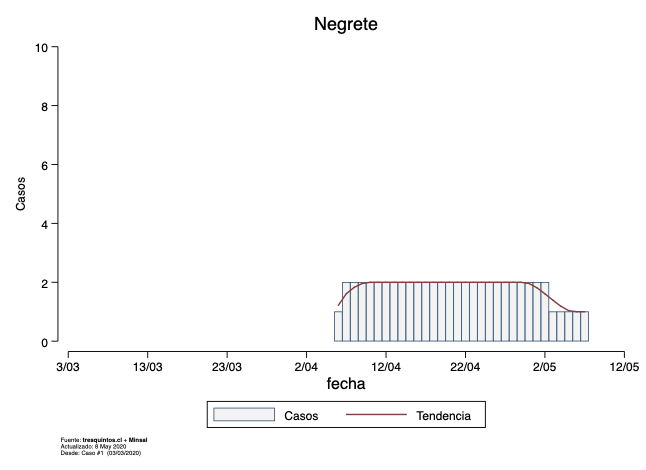 Negrete
10
8
6
4
2
0
Casos
3/03 13/03 23/03 2/04 12/04 22/04 2/05 12/05
fecha
Casos Tendencia
Fuente: tresquintos.cl + Minsal
Actualizado: 8 May 2020
Desde: Caso #1 (03/03/2020)